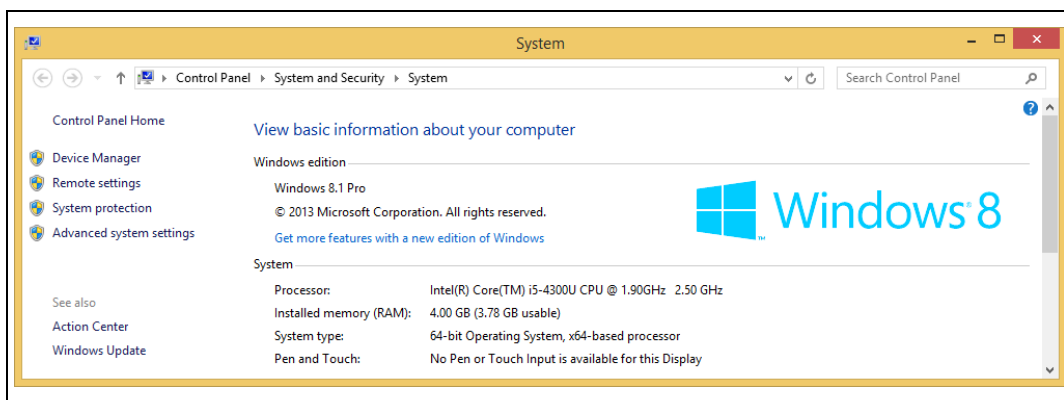 System
Control Panel System and Security System
Search Control Panel
Control Panel Home
Device Manager
Remote settings
System protection
Advanced system settings
See also
Action Center
Windows Update
View basic information about your computer
Windows edition
Windows 8.1 Pro
© 2013 Microsoft Corporation. All rights reserved.
Get more features with a new edition of Windows
Windows® 8
™
System
Processor: Intel(R) Core(TM) i5-4300U CPU @ 1.90GHz 2.50 GHz
Installed memory (RAM): 4.00 GB (3.78 GB usable)
System type: 64-bit Operating System, x64-based processor
Pen and Touch: No Pen or Touch Input is available for this Display